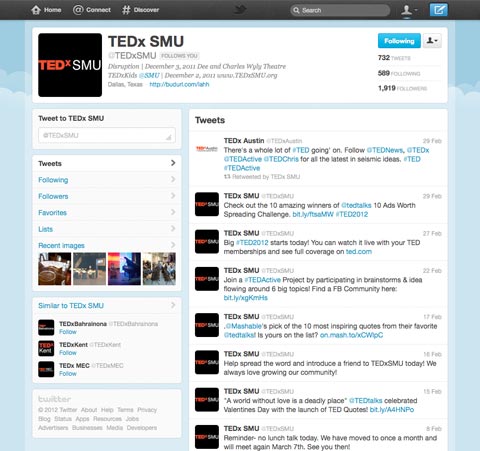 Home
@ Connect
# Discover
Search
TEDx SMU
TEDx SMU
@TEDxSMU FOLLOWS YOU
Disruption | December 3, 2011 Dee and Charles Wyly Theatre
TEDxKids @SMU | December 2, 2011 www.TEDxSMU.org
Dallas, Texas http://budurl.com/lahh
Following
732 TWEETS
589 FOLLOWING
1,919 FOLLOWERS
Tweet to TEDx SMU
@TEDxSMU
Tweets
Following
Followers
Favorites
Lists
Recent images
Similar to TEDx SMU
TEDxBahrainona @TEDxBahrainona
Follow
TEDxKent @TEDxKent
Follow
TEDx MEC @TEDxMEC
Follow
twitter
© 2012 Twitter About Help Terms Privacy
Blog Status Apps Resources Jobs
Advertisers Businesses Media Developers
Tweets
TEDx Austin @TEDxAustin 29 Feb
There's a whole lot of #TED going' on. Follow @TEDNews, @TEDx
@TEDActive @TEDChris for all the latest in seismic ideas. #TED
#TEDActive
Retweeted by TEDx SMU
TEDx SMU @TEDxSMU 29 Feb
Check out the 10 amazing winners of @tedtalks 10 Ads Worth
Spreading Challenge. bit.ly/ftsaMW #TED2012
TEDx SMU @TEDxSMU 27 Feb
Big #TED2012 starts today! You can watch it live with your TED
memberships and see full coverage on ted.com
TEDx SMU @TEDxSMU 22 Feb
Join a #TEDActive Project by participating in brainstorms & idea
flowing around 6 big topics! Find a FB Community here:
bit.ly/xgKmHs
TEDx SMU @TEDxSMU 17 Feb
,@Mashable's pick of the 10 most inspiring quotes from their favorite
@tedtalks! Is yours on the list? on.mash.to/xCWlpC
TEDx SMU @TEDxSMU 16 Feb
Help spread the word and introduce a friend to TEDxSMU today! We
always love growing our community!
TEDx SMU @TEDxSMU 15 Feb
"A world without love is a deadly place" @TEDtalks celebrated
Valentines Day with the launch of TED Quotes! bit.ly/A4HNPo
TEDx SMU @TEDxSMU 8 Feb
Reminder- no lunch talk today. We have moved to once a month and
will meet again March 7th. See you then!